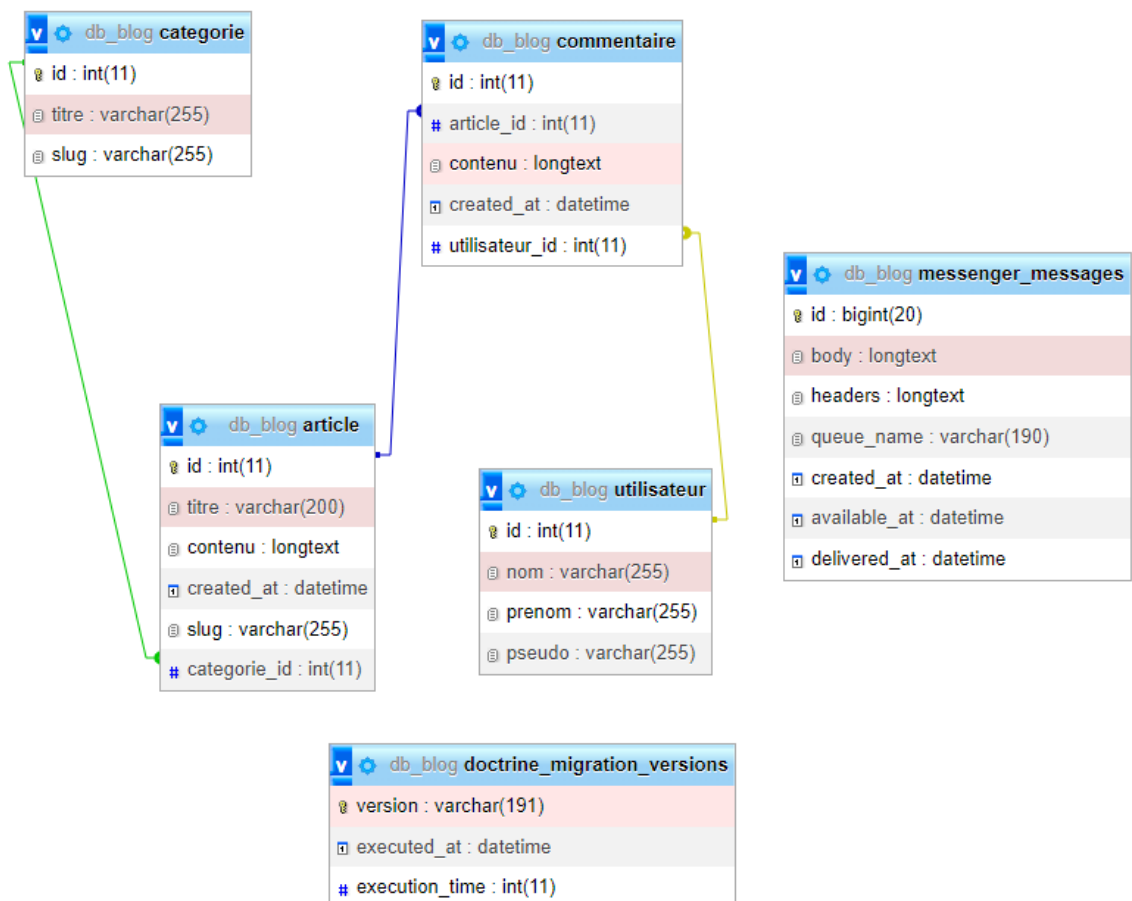 v db_blog categorie
id : int(11)
titre : varchar(255)
slug : varchar(255)
v db_blog commentaire
id : int(11)
# article_id : int(11)
contenu : longtext
created_at : datetime
# utilisateur_id : int(11)
v db_blog messenger_messages
id : bigint(20)
body : longtext
headers : longtext
queue_name : varchar(190)
created_at : datetime
available_at : datetime
delivered_at : datetime
v db_blog article
id : int(11)
titre : varchar(200)
contenu : longtext
created_at : datetime
slug : varchar(255)
# categorie_id : int(11)
v db_blog utilisateur
id : int(11)
nom : varchar(255)
prenom : varchar(255)
pseudo : varchar(255)
v db_blog doctrine_migration_versions
version : varchar(191)
executed_at : datetime
# execution_time : int(11)